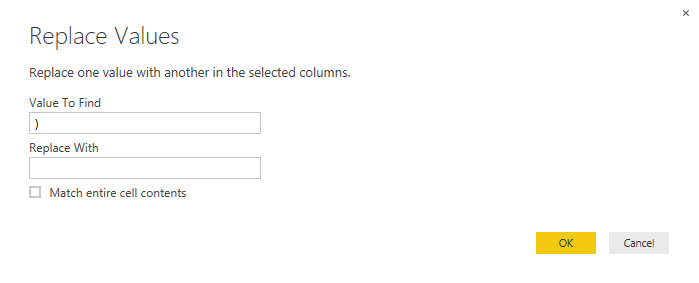 ×
Replace Values
Replace one value with another in the selected columns.
Value To Find
)
Replace With
Match entire cell contents
OK
Cancel